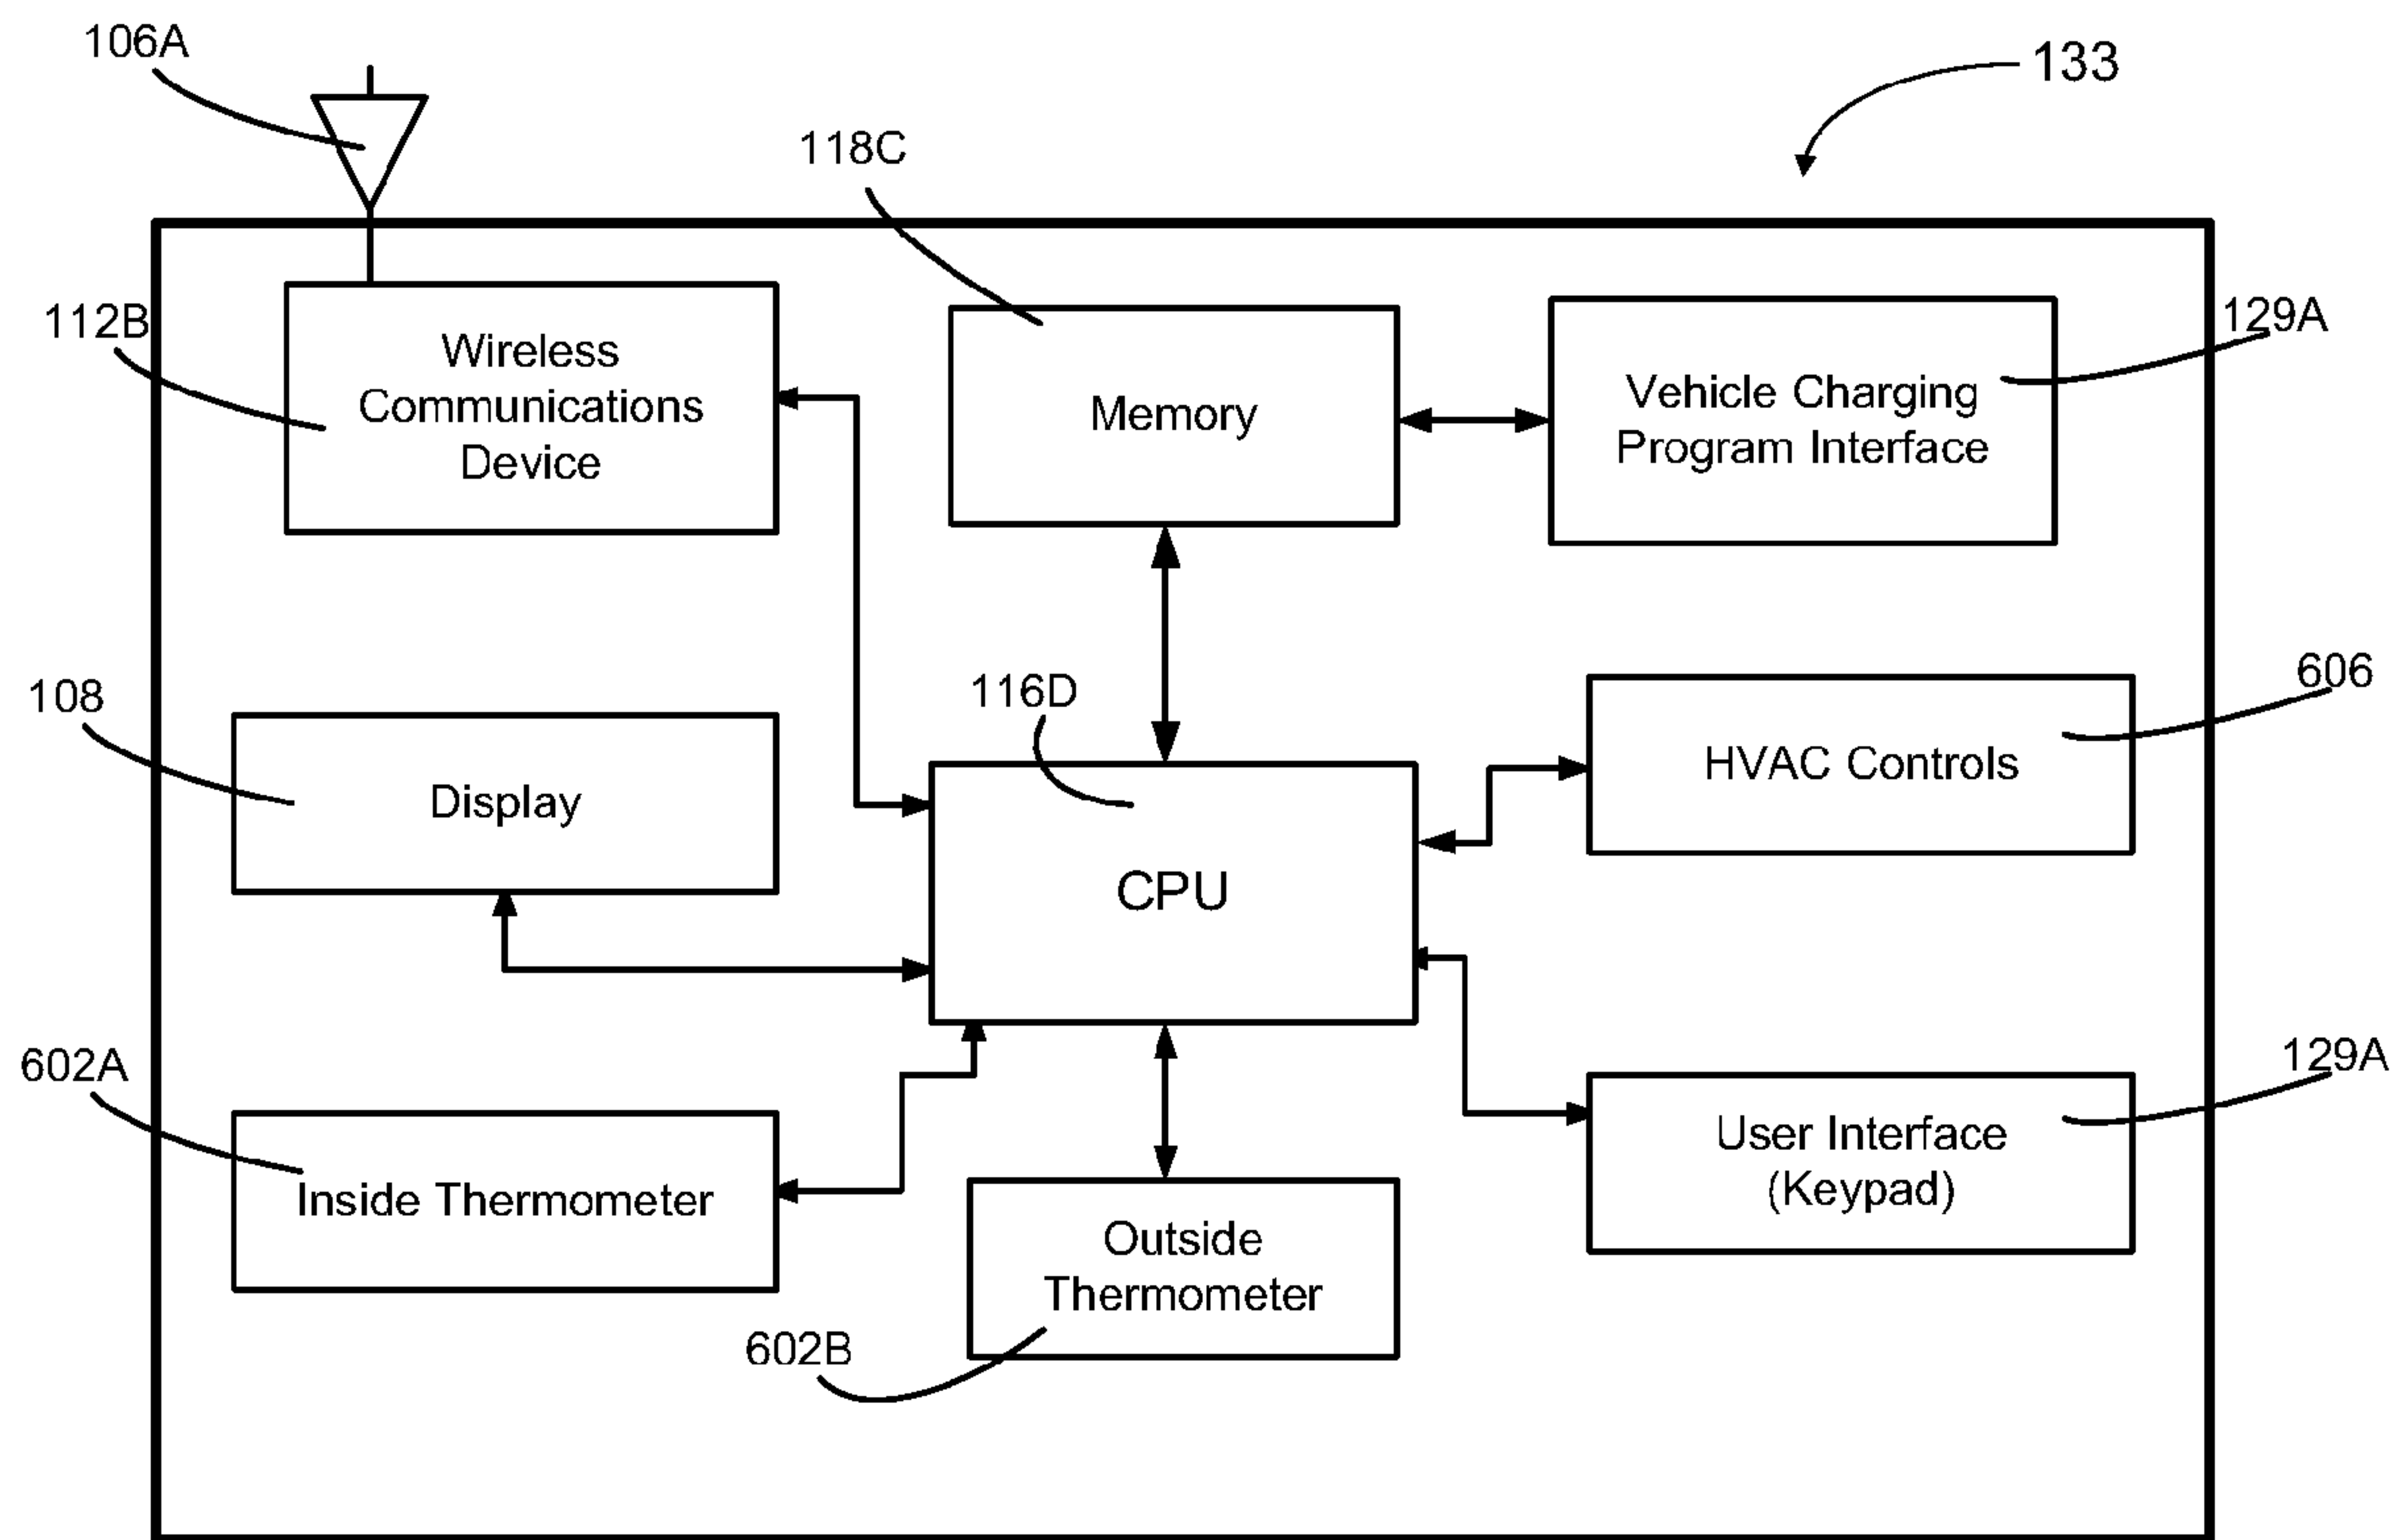 106A
133
118C
112B
Wireless
Communications
Device
Memory
Vehicle Charging
Program Interface
129A
108
Display
116D
CPU
HVAC Controls
606
602A
Inside Thermometer
Outside
Thermometer
602B
User Interface
(Keypad)
129A